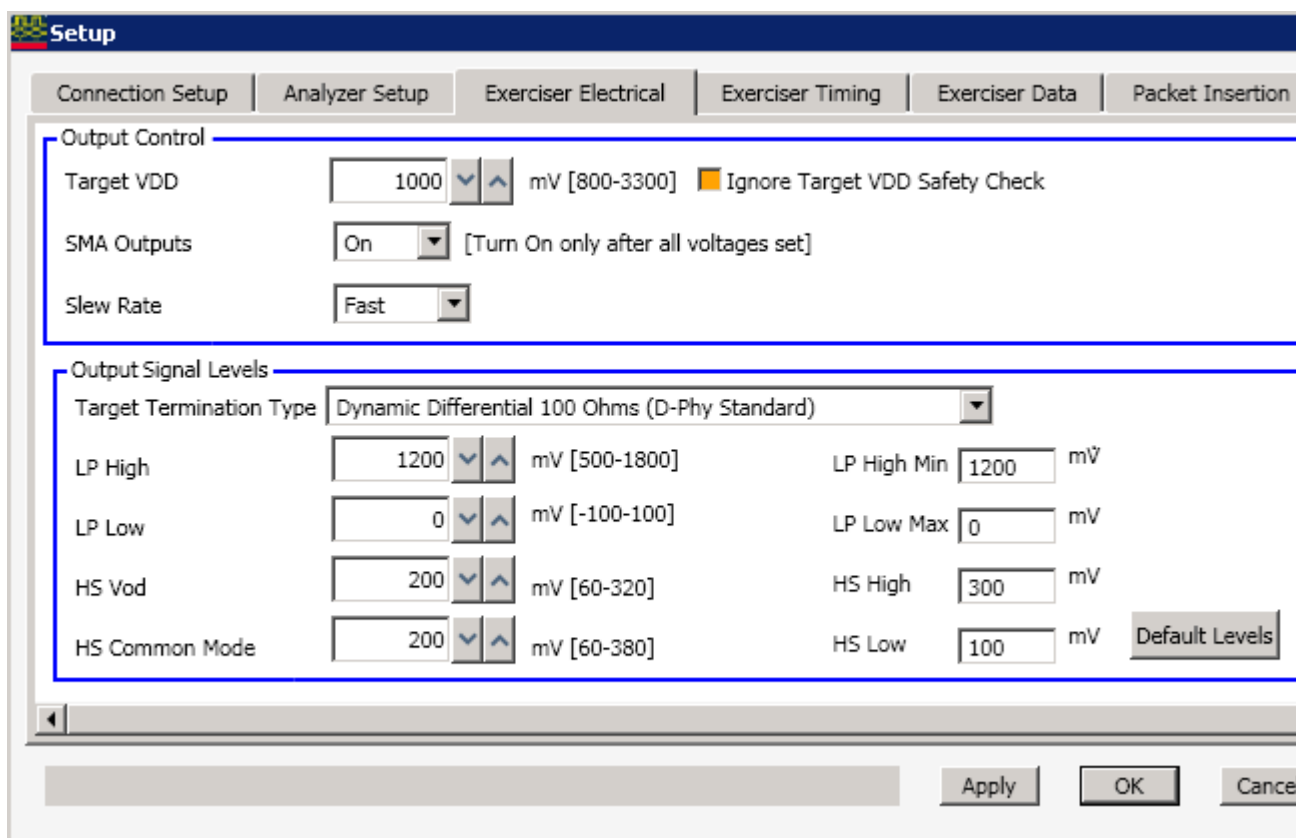 Setup
Connection Setup Analyzer Setup Exerciser Electrical Exerciser Timing Exerciser Data Packet Insertion
Output Control
Target VDD 1000 mV [800-3300] Ignore Target VDD Safety Check
SMA Outputs On [Turn On only after all voltages set]
Slew Rate Fast
Output Signal Levels
Target Termination Type Dynamic Differential 100 Ohms (D-Phy Standard)
LP High 1200 mV [500-1800] LP High Min 1200 mV
LP Low 0 mV [-100-100] LP Low Max 0 mV
HS Vod 200 mV [60-320] HS High 300 mV
HS Common Mode 200 mV [60-380] HS Low 100 mV Default Levels
Apply OK Cance